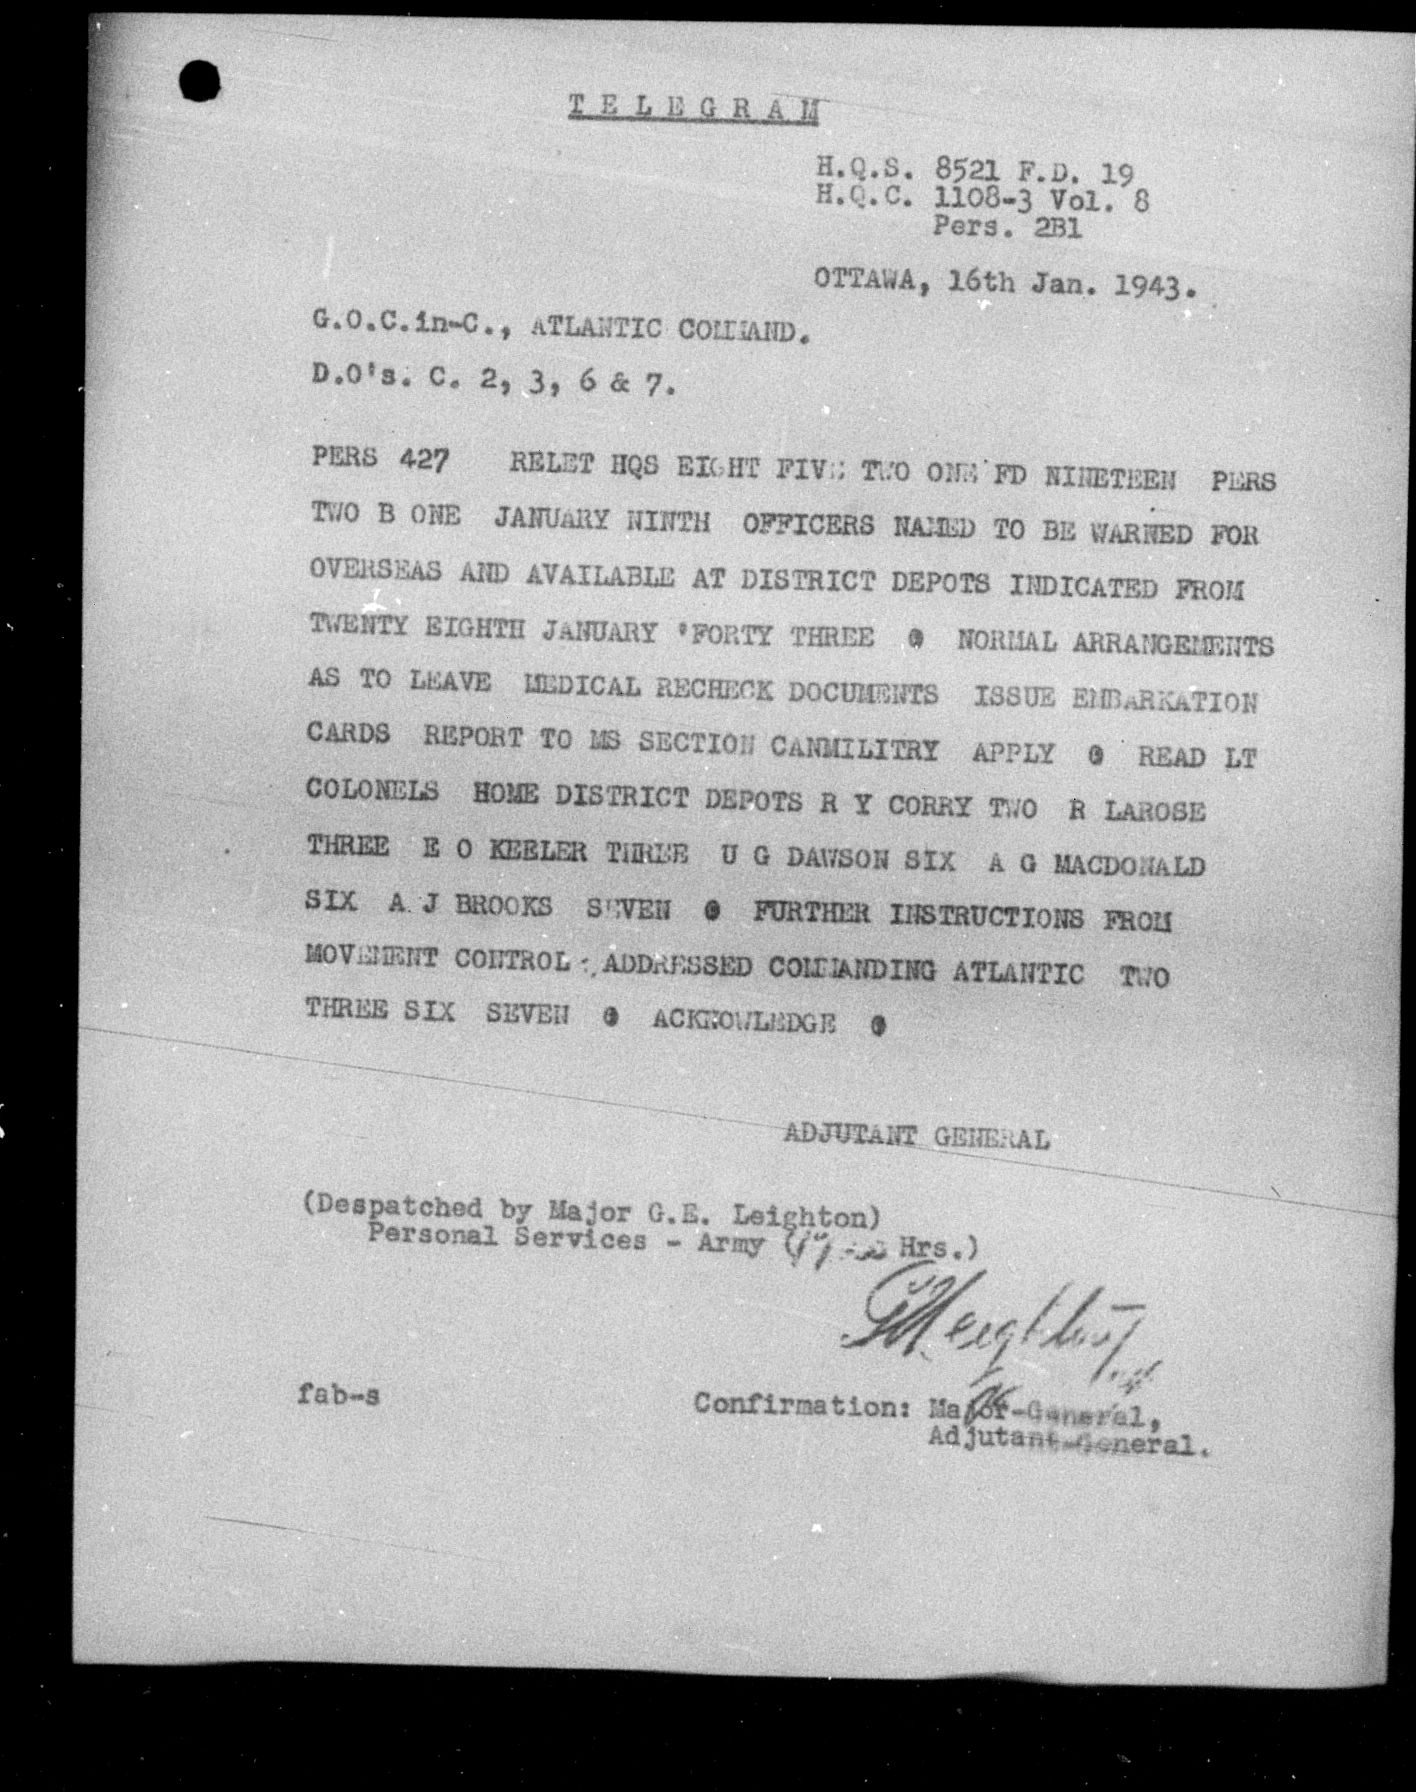 TELEGRAM
H.Q.S. 8521 F.D. 19
H.Q.C. 1108-3 Vol. 8
Pers. 2B1
OTTAWA, 16th Jan. 1943.
G.O.C.in-C., ATLANTIC COMMAND.
D.O's. C. 2, 3, 6 & 7.
PERS 427 RELET HQS EIGHT FIVE TWO ONE FD NINETEEN PERS
TWO B ONE JANUARY NINTH OFFICERS NAMED TO BE WARNED FOR
OVERSEAS AND AVAILABLE AT DISTRICT DEPOTS INDICATED FROM
TWENTY EIGHTH JANUARY 'FORTY THREE @ NORMAL ARRANGEMENTS
AS TO LEAVE MEDICAL RECHECK DOCUMENTS ISSUE EMBARKATION
CARDS REPORT TO MS SECTION CANMILITRY APPLY @ READ LT
COLONELS HOME DISTRICT DEPOTS R Y CORRY TWO R LAROSE
THREE E O KEELER THREE U G DAWSON SIX A G MACDONALD
SIX A J BROOKS SEVEN @ FURTHER INSTRUCTIONS FROM
MOVEMENT CONTROL ADDRESSED COMMANDING ATLANTIC TWO
THREE SIX SEVEN @ ACKNOWLEDGE @
ADJUTANT GENERAL
(Despatched by Major G.E. Leighton)
Personal Services - Army ( Hrs.)
GELeighton
fab-s
Confirmation: Major-General,
Adjutant-General.